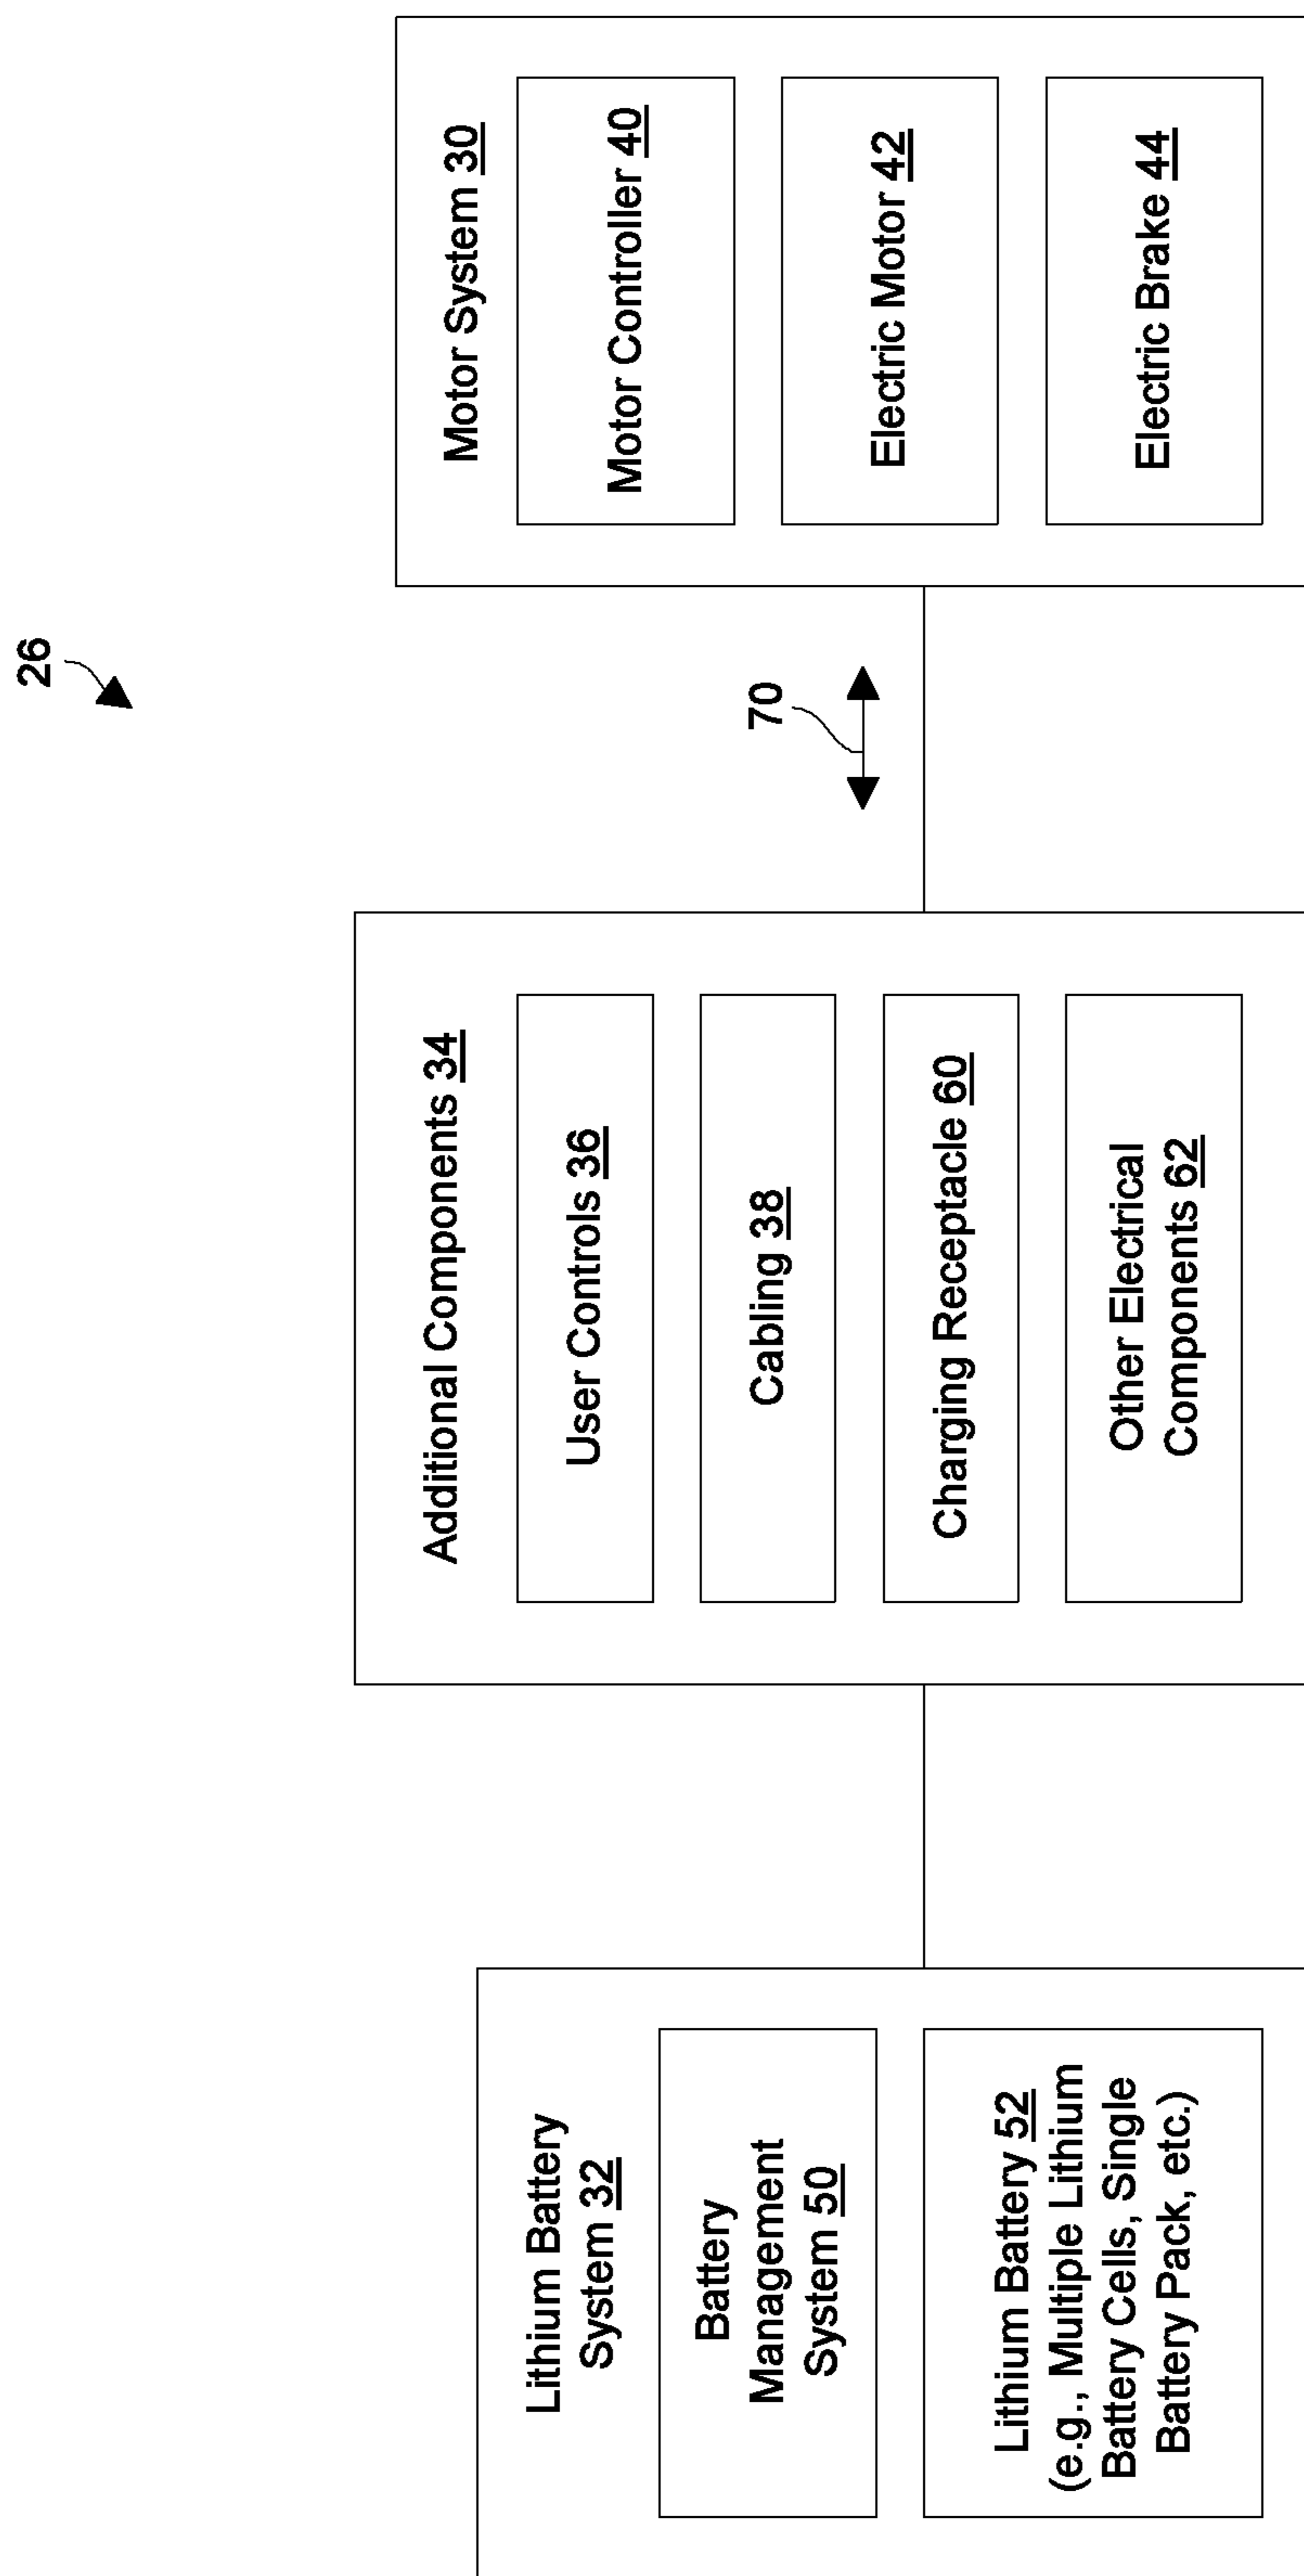 26
Lithium Battery
System 32
Battery
Management
System 50
Lithium Battery 52
(e.g., Multiple Lithium
Battery Cells, Single
Battery Pack, etc.)
Additional Components 34
User Controls 36
Cabling 38
Charging Receptacle 60
Other Electrical
Components 62
70
Motor System 30
Motor Controller 40
Electric Motor 42
Electric Brake 44